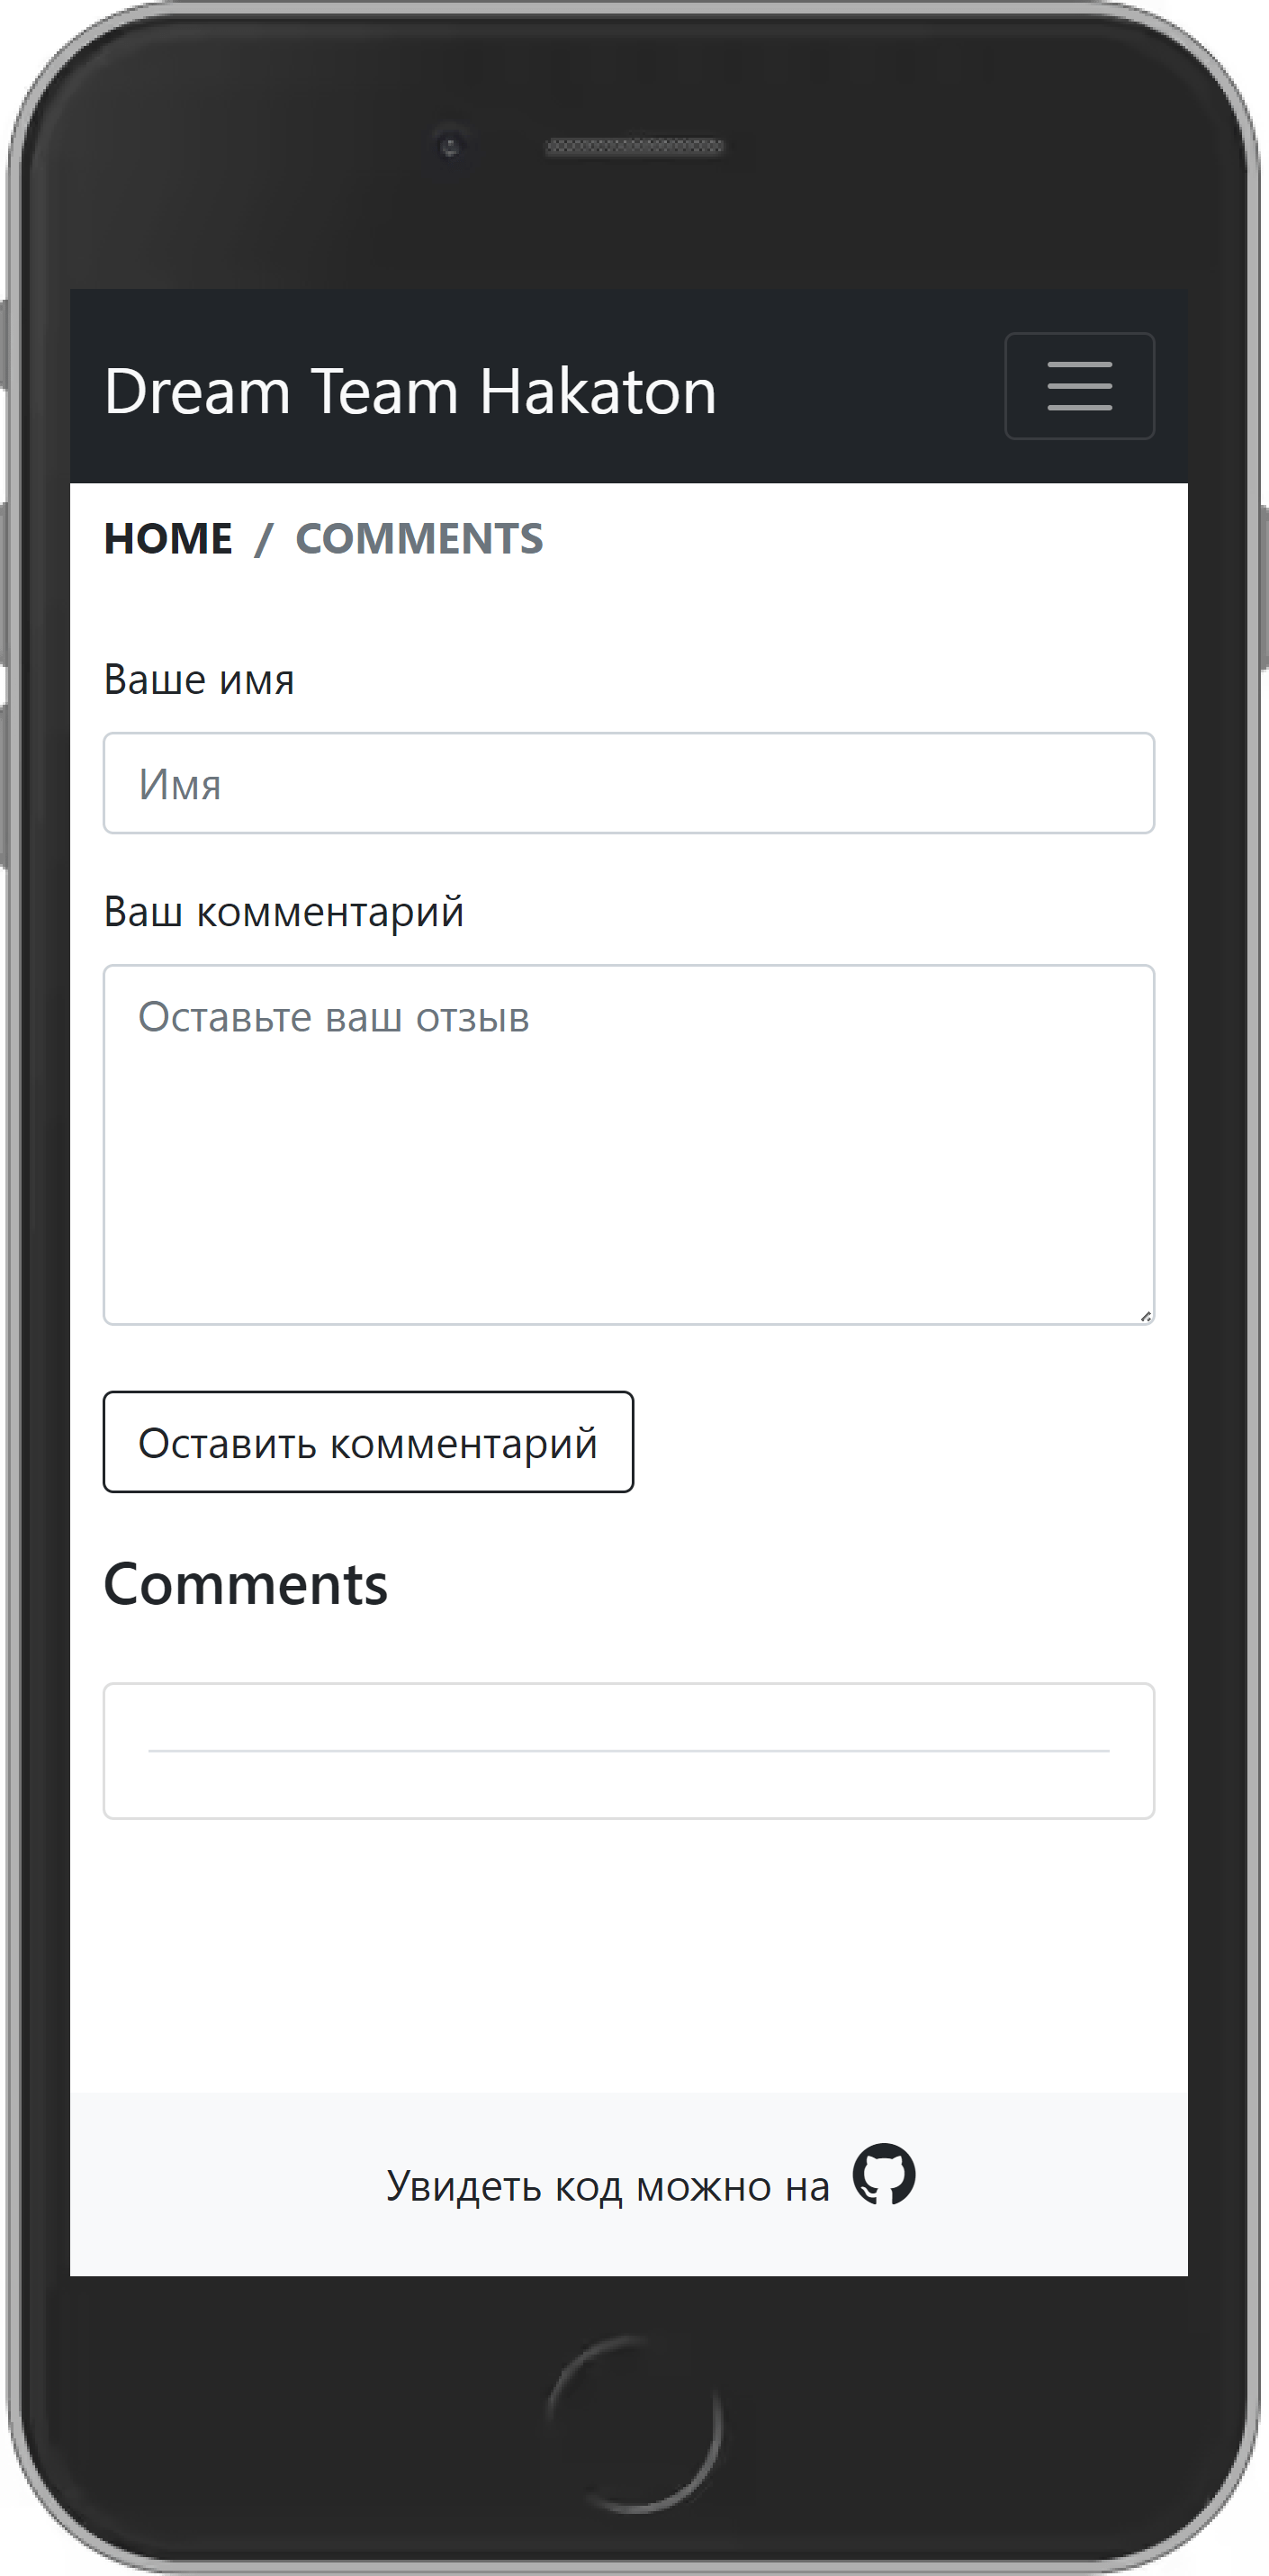 Dream Team Hakaton
HOME / COMMENTS
Ваше имя
Имя
Ваш комментарий
Оставьте ваш отзыв
Оставить комментарий
Comments
Увидеть код можно на